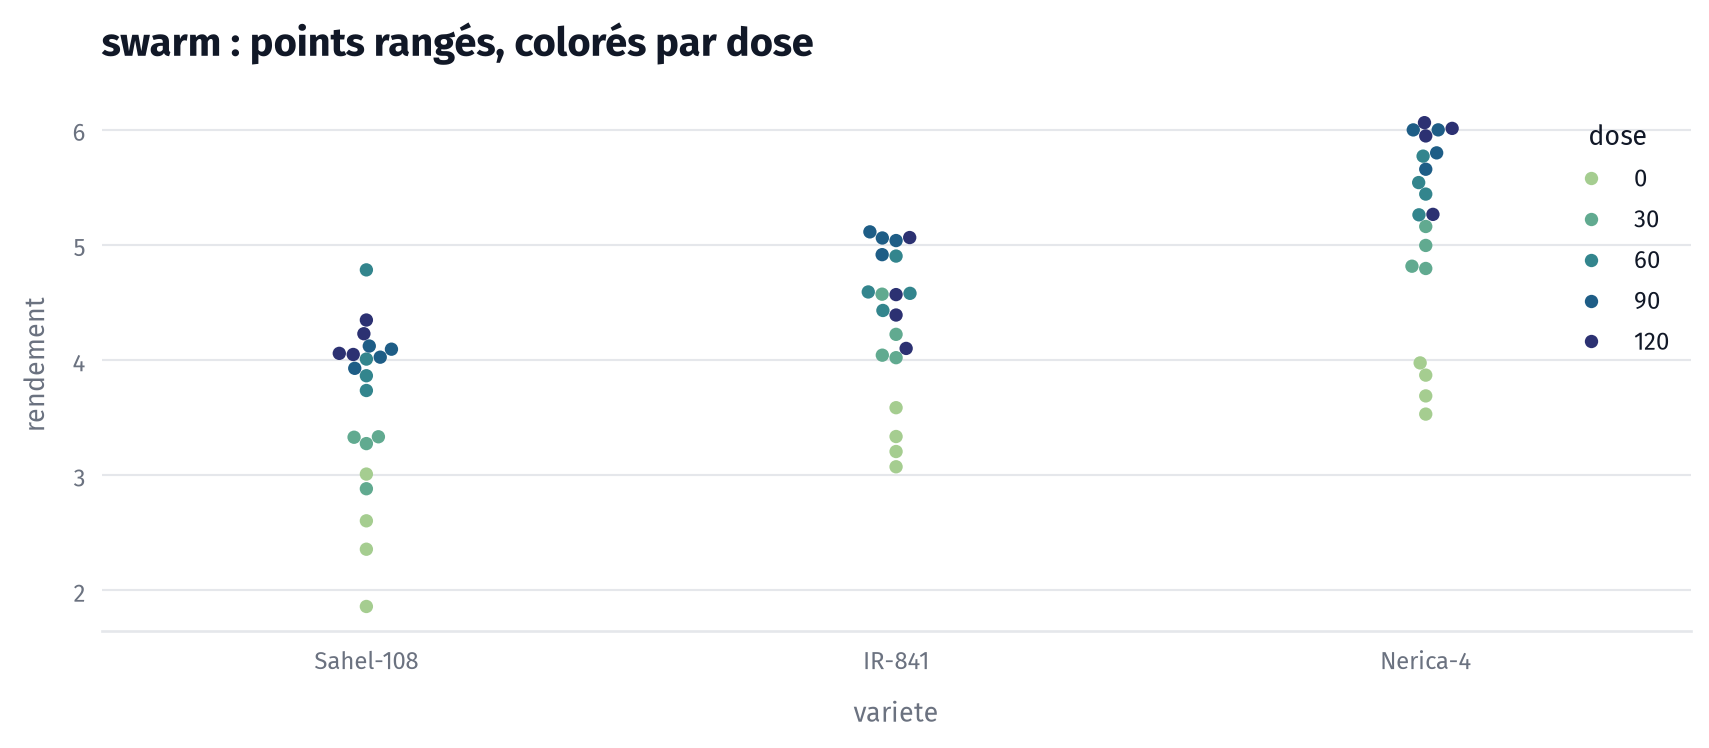 swarm : points rangés, colorés par dose
6
5
4
3
2
rendement
Sahel-108
IR-841
Nerica-4
variete
dose
0
30
60
90
120